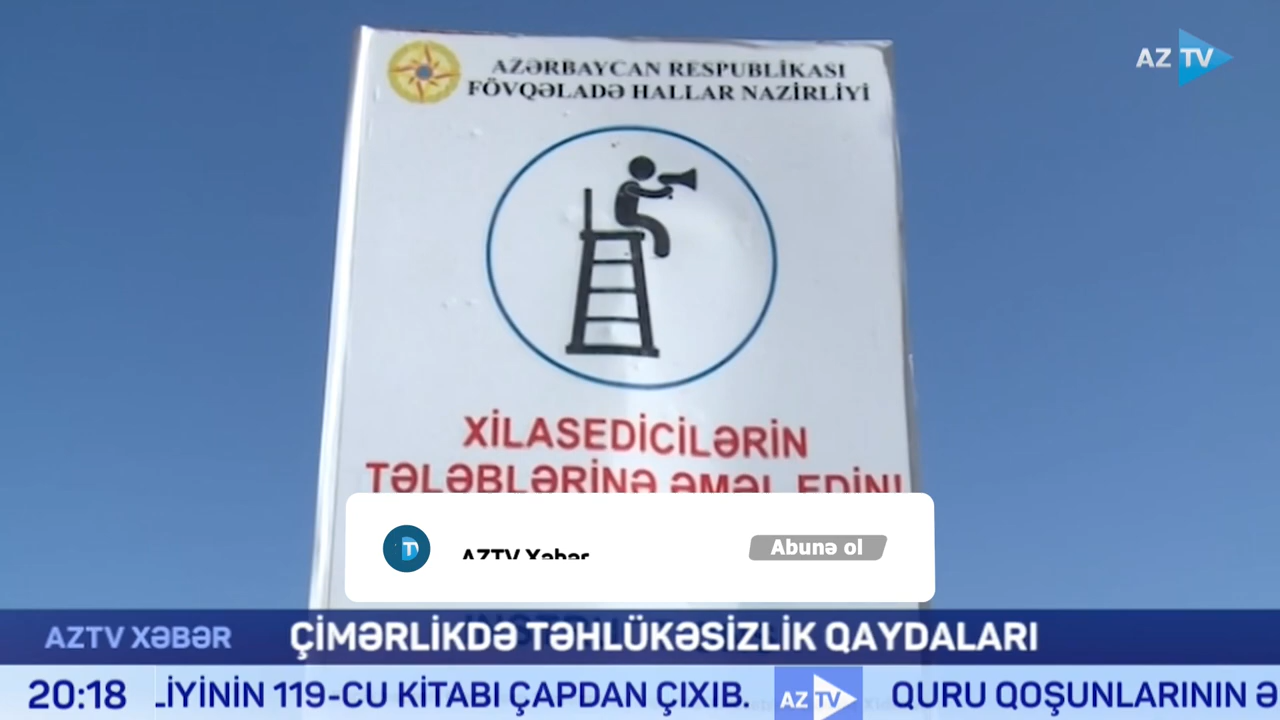 AZ TV
AZƏRBAYCAN RESPUBLİKASI
FÖVQƏLADƏ HALLAR NAZİRLİYİ
XİLASEDİCİLƏRİN
TƏLƏBLƏRİNƏ ƏMƏL EDİN!
AZTV Xəbər
Abunə ol
AZTV XƏBƏR
ÇİMƏRLİKDƏ TƏHLÜKƏSİZLİK QAYDALARI
20:18
LİYİNİN 119-CU KİTABI ÇAPDAN ÇIXIB.
AZ TV
QURU QOŞUNLARININ Ə